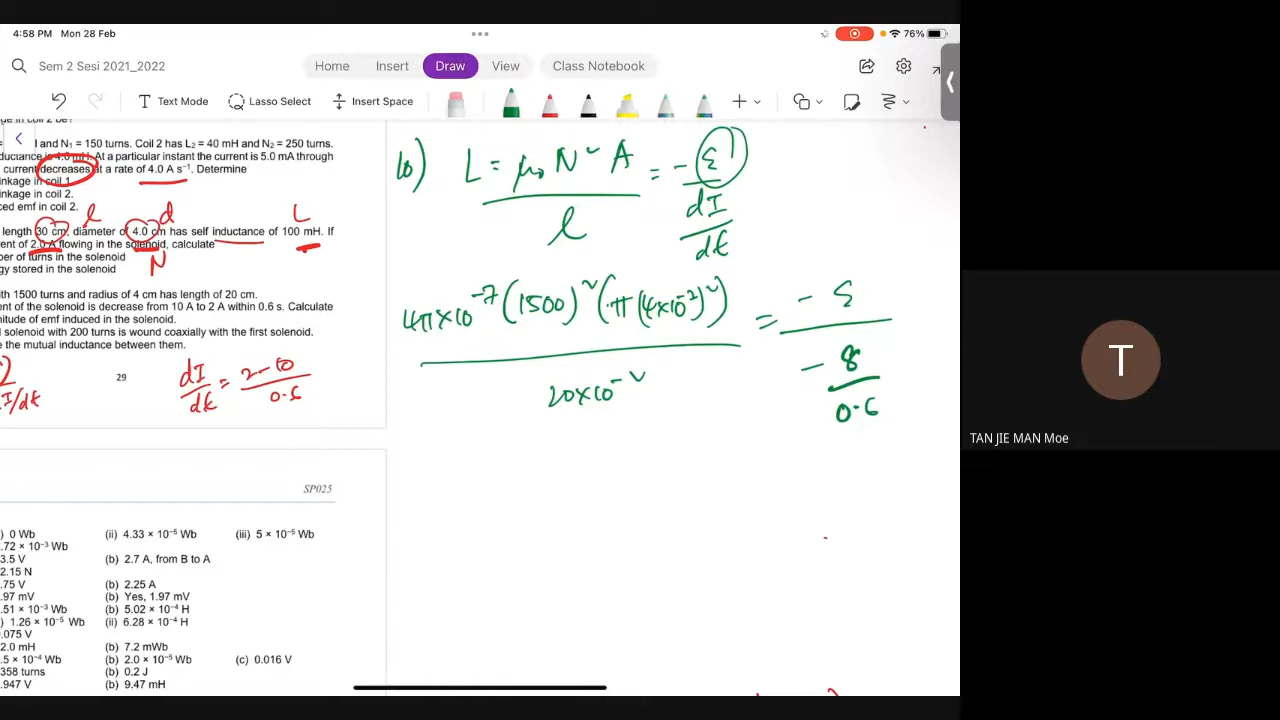 4:58 PM Mon 28 Feb
76%
Sem 2 Sesi 2021_2022
Home Insert Draw View Class Notebook
Text Mode Lasso Select Insert Space
and N₁ = 150 turns. Coil 2 has L₂ = 40 mH and N₂ = 250 turns.
At a particular instant the current is 5.0 mA through
current decreases at a rate of 4.0 A s⁻¹. Determine
inkage in coil 1.
inkage in coil 2.
ced emf in coil 2.
l d L
length 30 cm, diameter of 4.0 cm has self inductance of 100 mH. If
ent of 2.0 A flowing in the solenoid, calculate
ber of turns in the solenoid
N
gy stored in the solenoid
ith 1500 turns and radius of 4 cm has length of 20 cm.
ent of the solenoid is decrease from 10 A to 2 A within 0.6 s. Calculate
nitude of emf induced in the solenoid.
d solenoid with 200 turns is wound coaxially with the first solenoid.
e the mutual inductance between them.
29
I/dt
dI/dt = 2-10/0.6
SP025
) 0 Wb (ii) 4.33 × 10⁻⁵ Wb (iii) 5 × 10⁻⁵ Wb
.72 × 10⁻³ Wb
3.5 V (b) 2.7 A, from B to A
2.15 N
.75 V (b) 2.25 A
.97 mV (b) Yes, 1.97 mV
.51 × 10⁻³ Wb (b) 5.02 × 10⁻⁴ H
) 1.26 × 10⁻⁵ Wb (ii) 6.28 × 10⁻⁴ H
0.075 V
2.0 mH (b) 7.2 mWb
.5 × 10⁻⁴ Wb (b) 2.0 × 10⁻⁵ Wb (c) 0.016 V
358 turns (b) 0.2 J
.947 V (b) 9.47 mH
L = μ₀ N² A / l = - ε / dI/dt
4π×10⁻⁷ (1500)² (π (4×10⁻²)²) / 20×10⁻² = - ε / - 8/0.6
T
TAN JIE MAN Moe